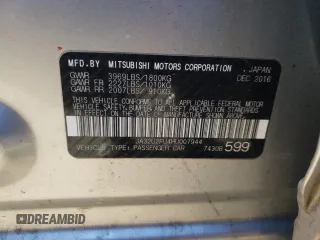 MFD.BY MITSUBISHI MOTORS CORPORATION, JAPAN
GVWR 3969LBS/1800KG DEC 2016
GAWR FR 2227LBS/1010KG
GAWR RR 2007LBS/ 910KG
THIS VEHICLE CONFORMS TO ALL APPLICABLE FEDERAL MOTOR
VEHICLE SAFETY, BUMPER AND THEFT PREVENTION STANDARDS
IN EFFECT ON THE DATE OF MANUFACTURE SHOWN ABOVE.
VEHICLE TYPE: PASSENGER CAR 7430B 599
DREAMBID